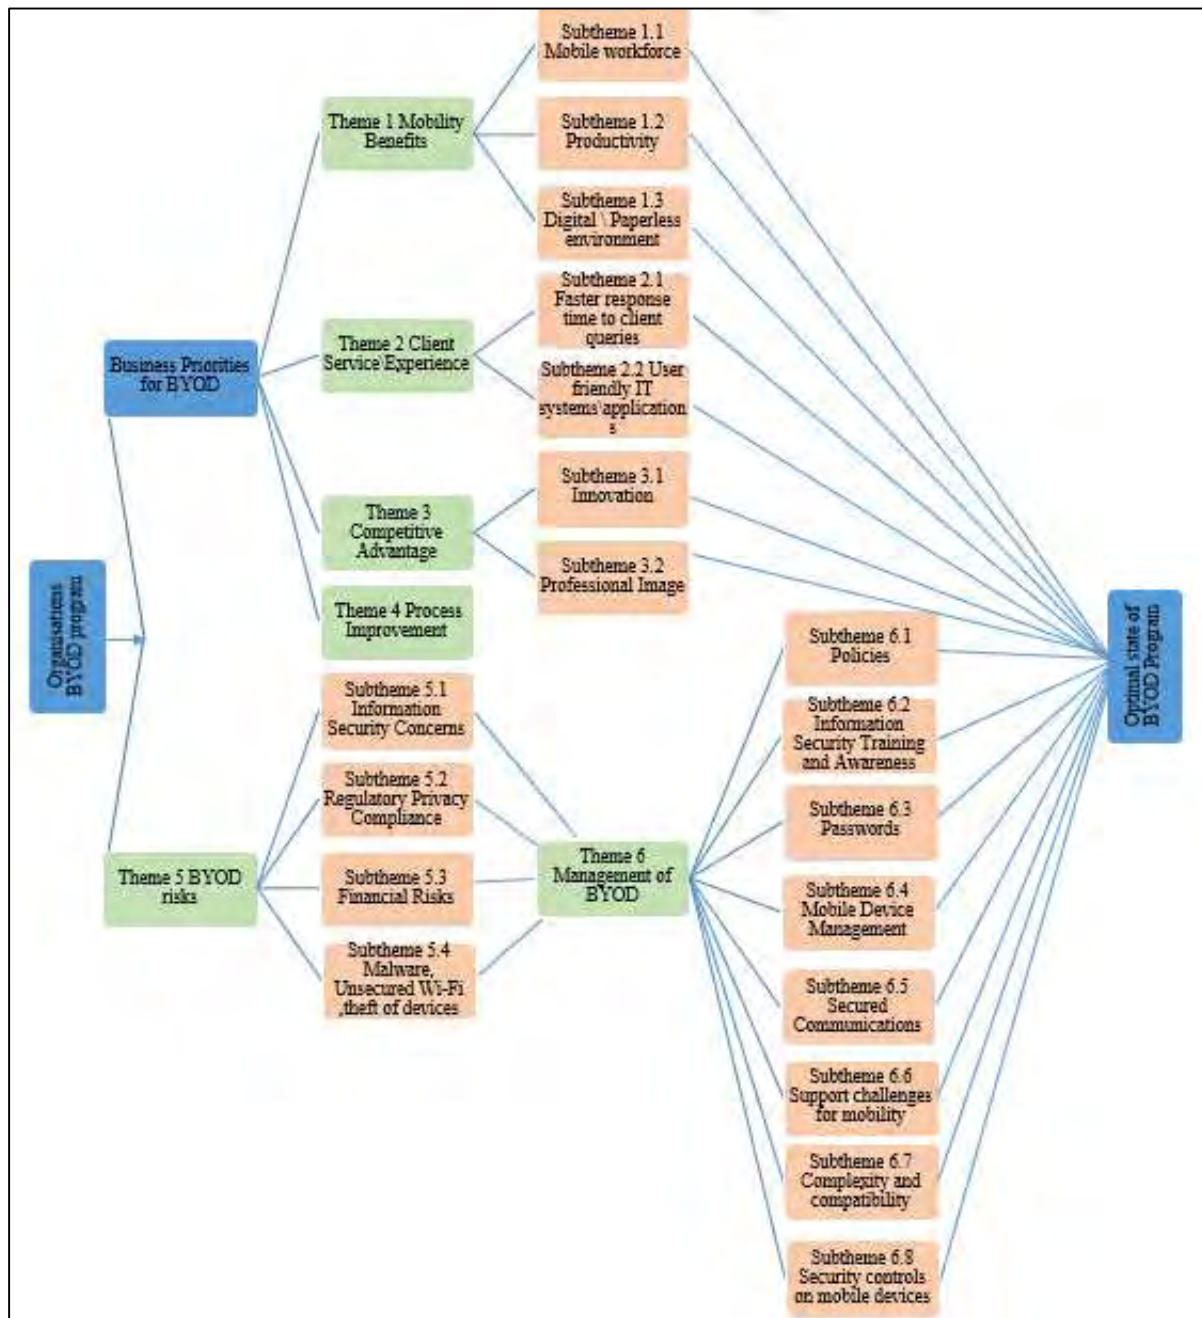 Subtheme 1.1
Mobile workforce
Theme 1 Mobility
Benefits
Subtheme 1.2
Productivity
Subtheme 1.3
Digital \ Paperless
environment
Subtheme 2.1
Faster response
time to client
queries
Business Priorities
for BYOD
Theme 2 Client
Service\Experience
Subtheme 2.2 User
friendly IT
systems\application
s
Subtheme 3.1
Innovation
Theme 3
Competitive
Advantage
Subtheme 3.2
Professional Image
Theme 4 Process
Improvement
Organisations
BYOD program
Optimal state of
BYOD Program
Subtheme 5.1
Information
Security Concerns
Subtheme 5.2
Regulatory Privacy
Compliance
Theme 5 BYOD
risks
Subtheme 5.3
Financial Risks
Subtheme 5.4
Malware,
Unsecured Wi-Fi
,theft of devices
Theme 6
Management of
BYOD
Subtheme 6.1
Policies
Subtheme 6.2
Information
Security Training
and Awareness
Subtheme 6.3
Passwords
Subtheme 6.4
Mobile Device
Management
Subtheme 6.5
Secured
Communications
Subtheme 6.6
Support challenges
for mobility
Subtheme 6.7
Complexity and
compatibility
Subtheme 6.8
Security controls
on mobile devices